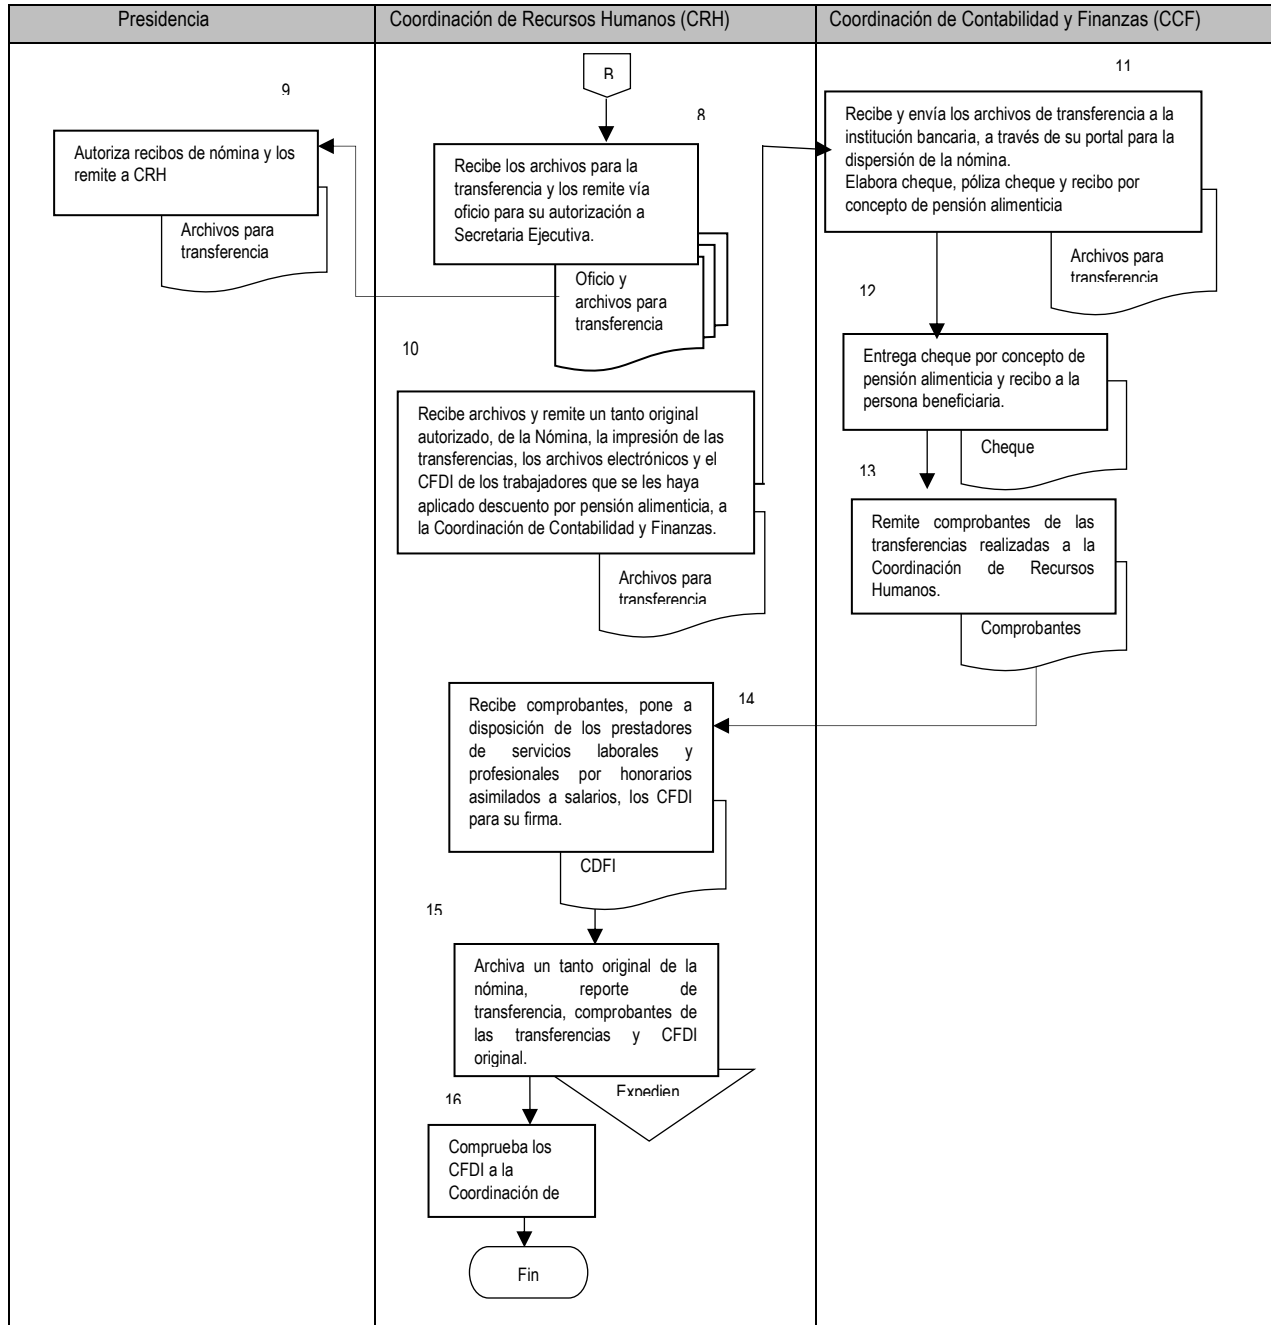 Presidencia
Coordinación de Recursos Humanos (CRH)
Coordinación de Contabilidad y Finanzas (CCF)
B
8
Recibe los archivos para la
transferencia y los remite vía
oficio para su autorización a
Secretaria Ejecutiva.
Oficio y
archivos para
transferencia
9
Autoriza recibos de nómina y los
remite a CRH
Archivos para
transferencia
10
Recibe archivos y remite un tanto original
autorizado, de la Nómina, la impresión de las
transferencias, los archivos electrónicos y el
CFDI de los trabajadores que se les haya
aplicado descuento por pensión alimenticia, a
la Coordinación de Contabilidad y Finanzas.
Archivos para
transferencia
11
Recibe y envía los archivos de transferencia a la
institución bancaria, a través de su portal para la
dispersión de la nómina.
Elabora cheque, póliza cheque y recibo por
concepto de pensión alimenticia
Archivos para
transferencia
12
Entrega cheque por concepto de
pensión alimenticia y recibo a la
persona beneficiaria.
Cheque
13
Remite comprobantes de las
transferencias realizadas a la
Coordinación de Recursos
Humanos.
Comprobantes
14
Recibe comprobantes, pone a
disposición de los prestadores
de servicios laborales y
profesionales por honorarios
asimilados a salarios, los CFDI
para su firma.
CDFI
15
Archiva un tanto original de la
nómina, reporte de
transferencia, comprobantes de
las transferencias y CFDI
original.
Expedien
16
Comprueba los
CFDI a la
Coordinación de
Fin